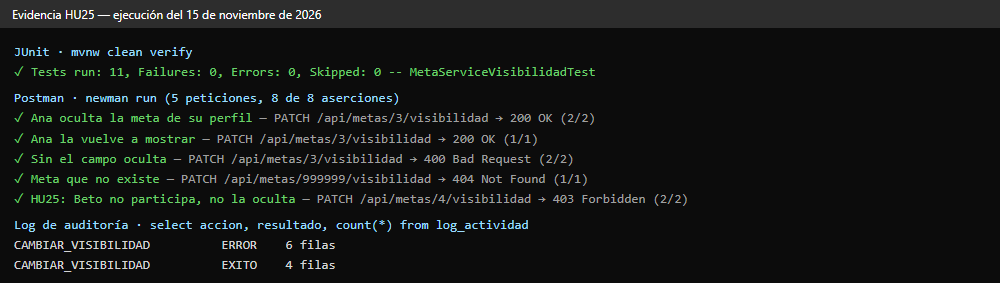 Evidencia HU25 — ejecución del 15 de noviembre de 2026
JUnit · mvnw clean verify
✓ Tests run: 11, Failures: 0, Errors: 0, Skipped: 0 -- MetaServiceVisibilidadTest
Postman · newman run (5 peticiones, 8 de 8 aserciones)
✓ Ana oculta la meta de su perfil — PATCH /api/metas/3/visibilidad → 200 OK (2/2)
✓ Ana la vuelve a mostrar — PATCH /api/metas/3/visibilidad → 200 OK (1/1)
✓ Sin el campo oculta — PATCH /api/metas/3/visibilidad → 400 Bad Request (2/2)
✓ Meta que no existe — PATCH /api/metas/999999/visibilidad → 404 Not Found (1/1)
✓ HU25: Beto no participa, no la oculta — PATCH /api/metas/4/visibilidad → 403 Forbidden (2/2)
Log de auditoría · select accion, resultado, count(*) from log_actividad
CAMBIAR_VISIBILIDAD ERROR 6 filas
CAMBIAR_VISIBILIDAD EXITO 4 filas